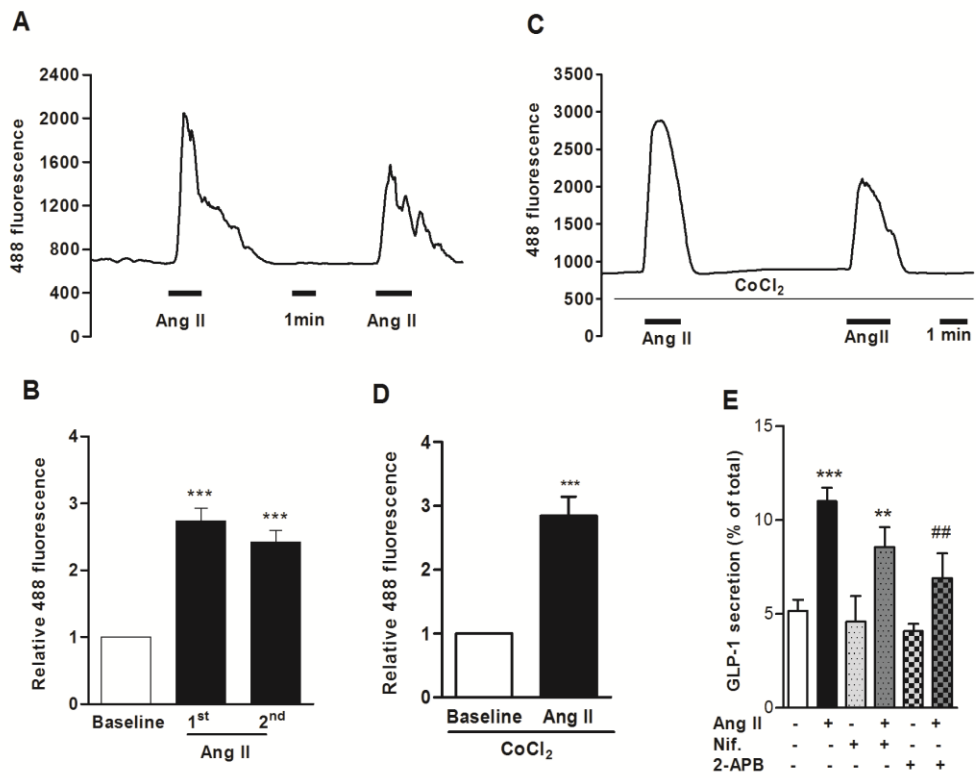 A
488 fluorescence
2400
2000
1600
1200
800
400
0
Ang II
1min
Ang II
C
488 fluorescence
3500
3000
2500
2000
1500
1000
500
0
CoCl2
Ang II
AngII
1 min
B
Relative 488 fluorescence
4
3
2
1
0
***
***
Baseline
1st
2nd
Ang II
D
Relative 488 fluorescence
4
3
2
1
0
***
Baseline
Ang II
CoCl2
E
GLP-1 secretion (% of total)
15
10
5
0
***
**
##
Ang II - + - + - +
Nif. - - + + - -
2-APB - - - - + +